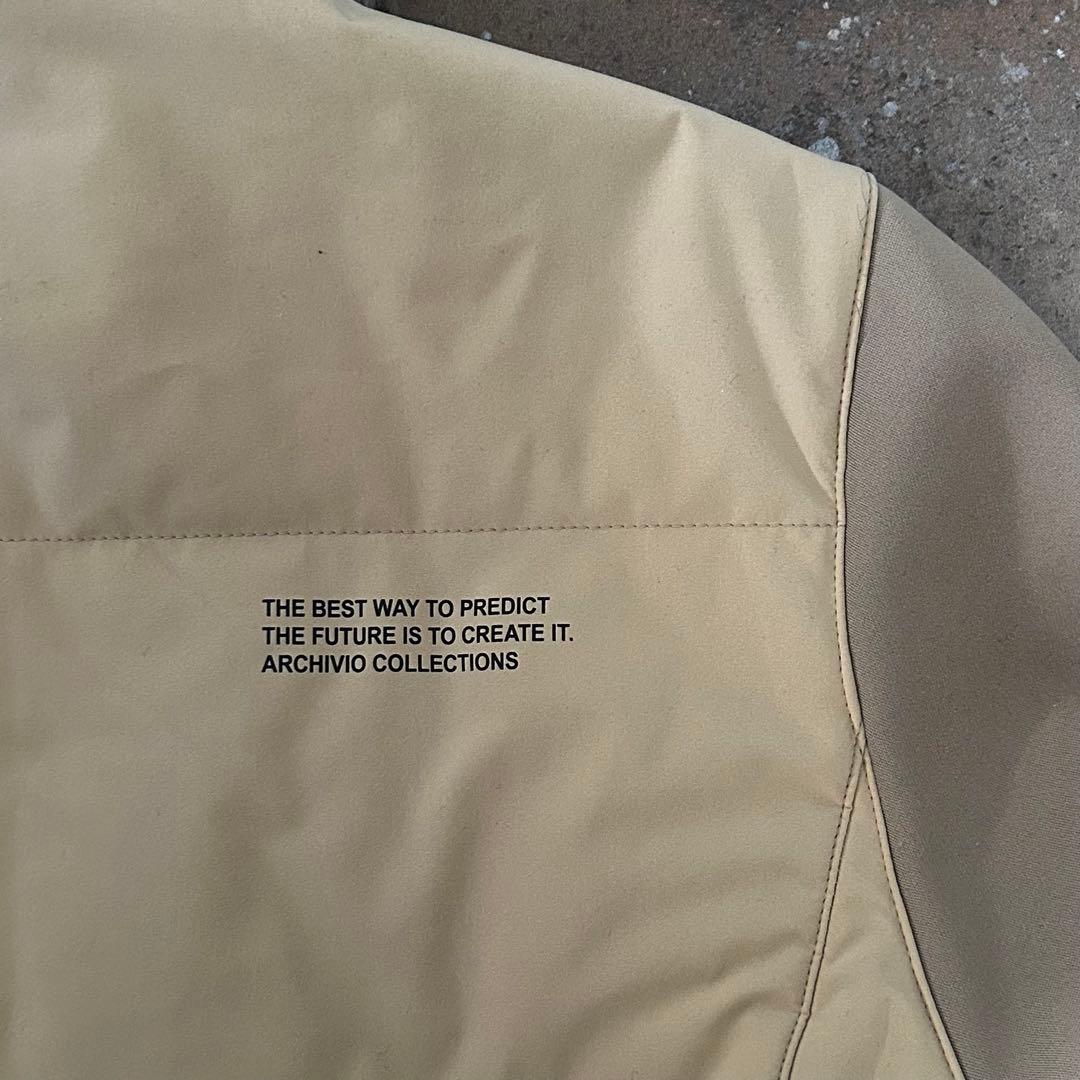 THE BEST WAY TO PREDICT
THE FUTURE IS TO CREATE IT.
ARCHIVIO COLLECTIONS